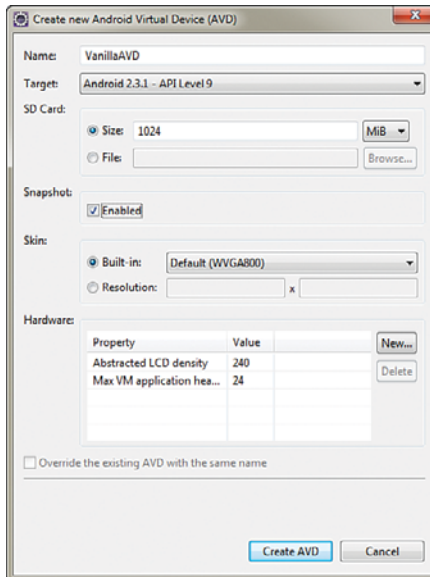 Create new Android Virtual Device (AVD)
Name: VanillaAVD
Target: Android 2.3.1 - API Level 9
SD Card:
Size: 1024 MiB
File: Browse...
Snapshot:
Enabled
Skin:
Built-in: Default (WVGA800)
Resolution: x
Hardware:
Property Value New...
Abstracted LCD density 240 Delete
Max VM application hea... 24
Override the existing AVD with the same name
Create AVD Cancel